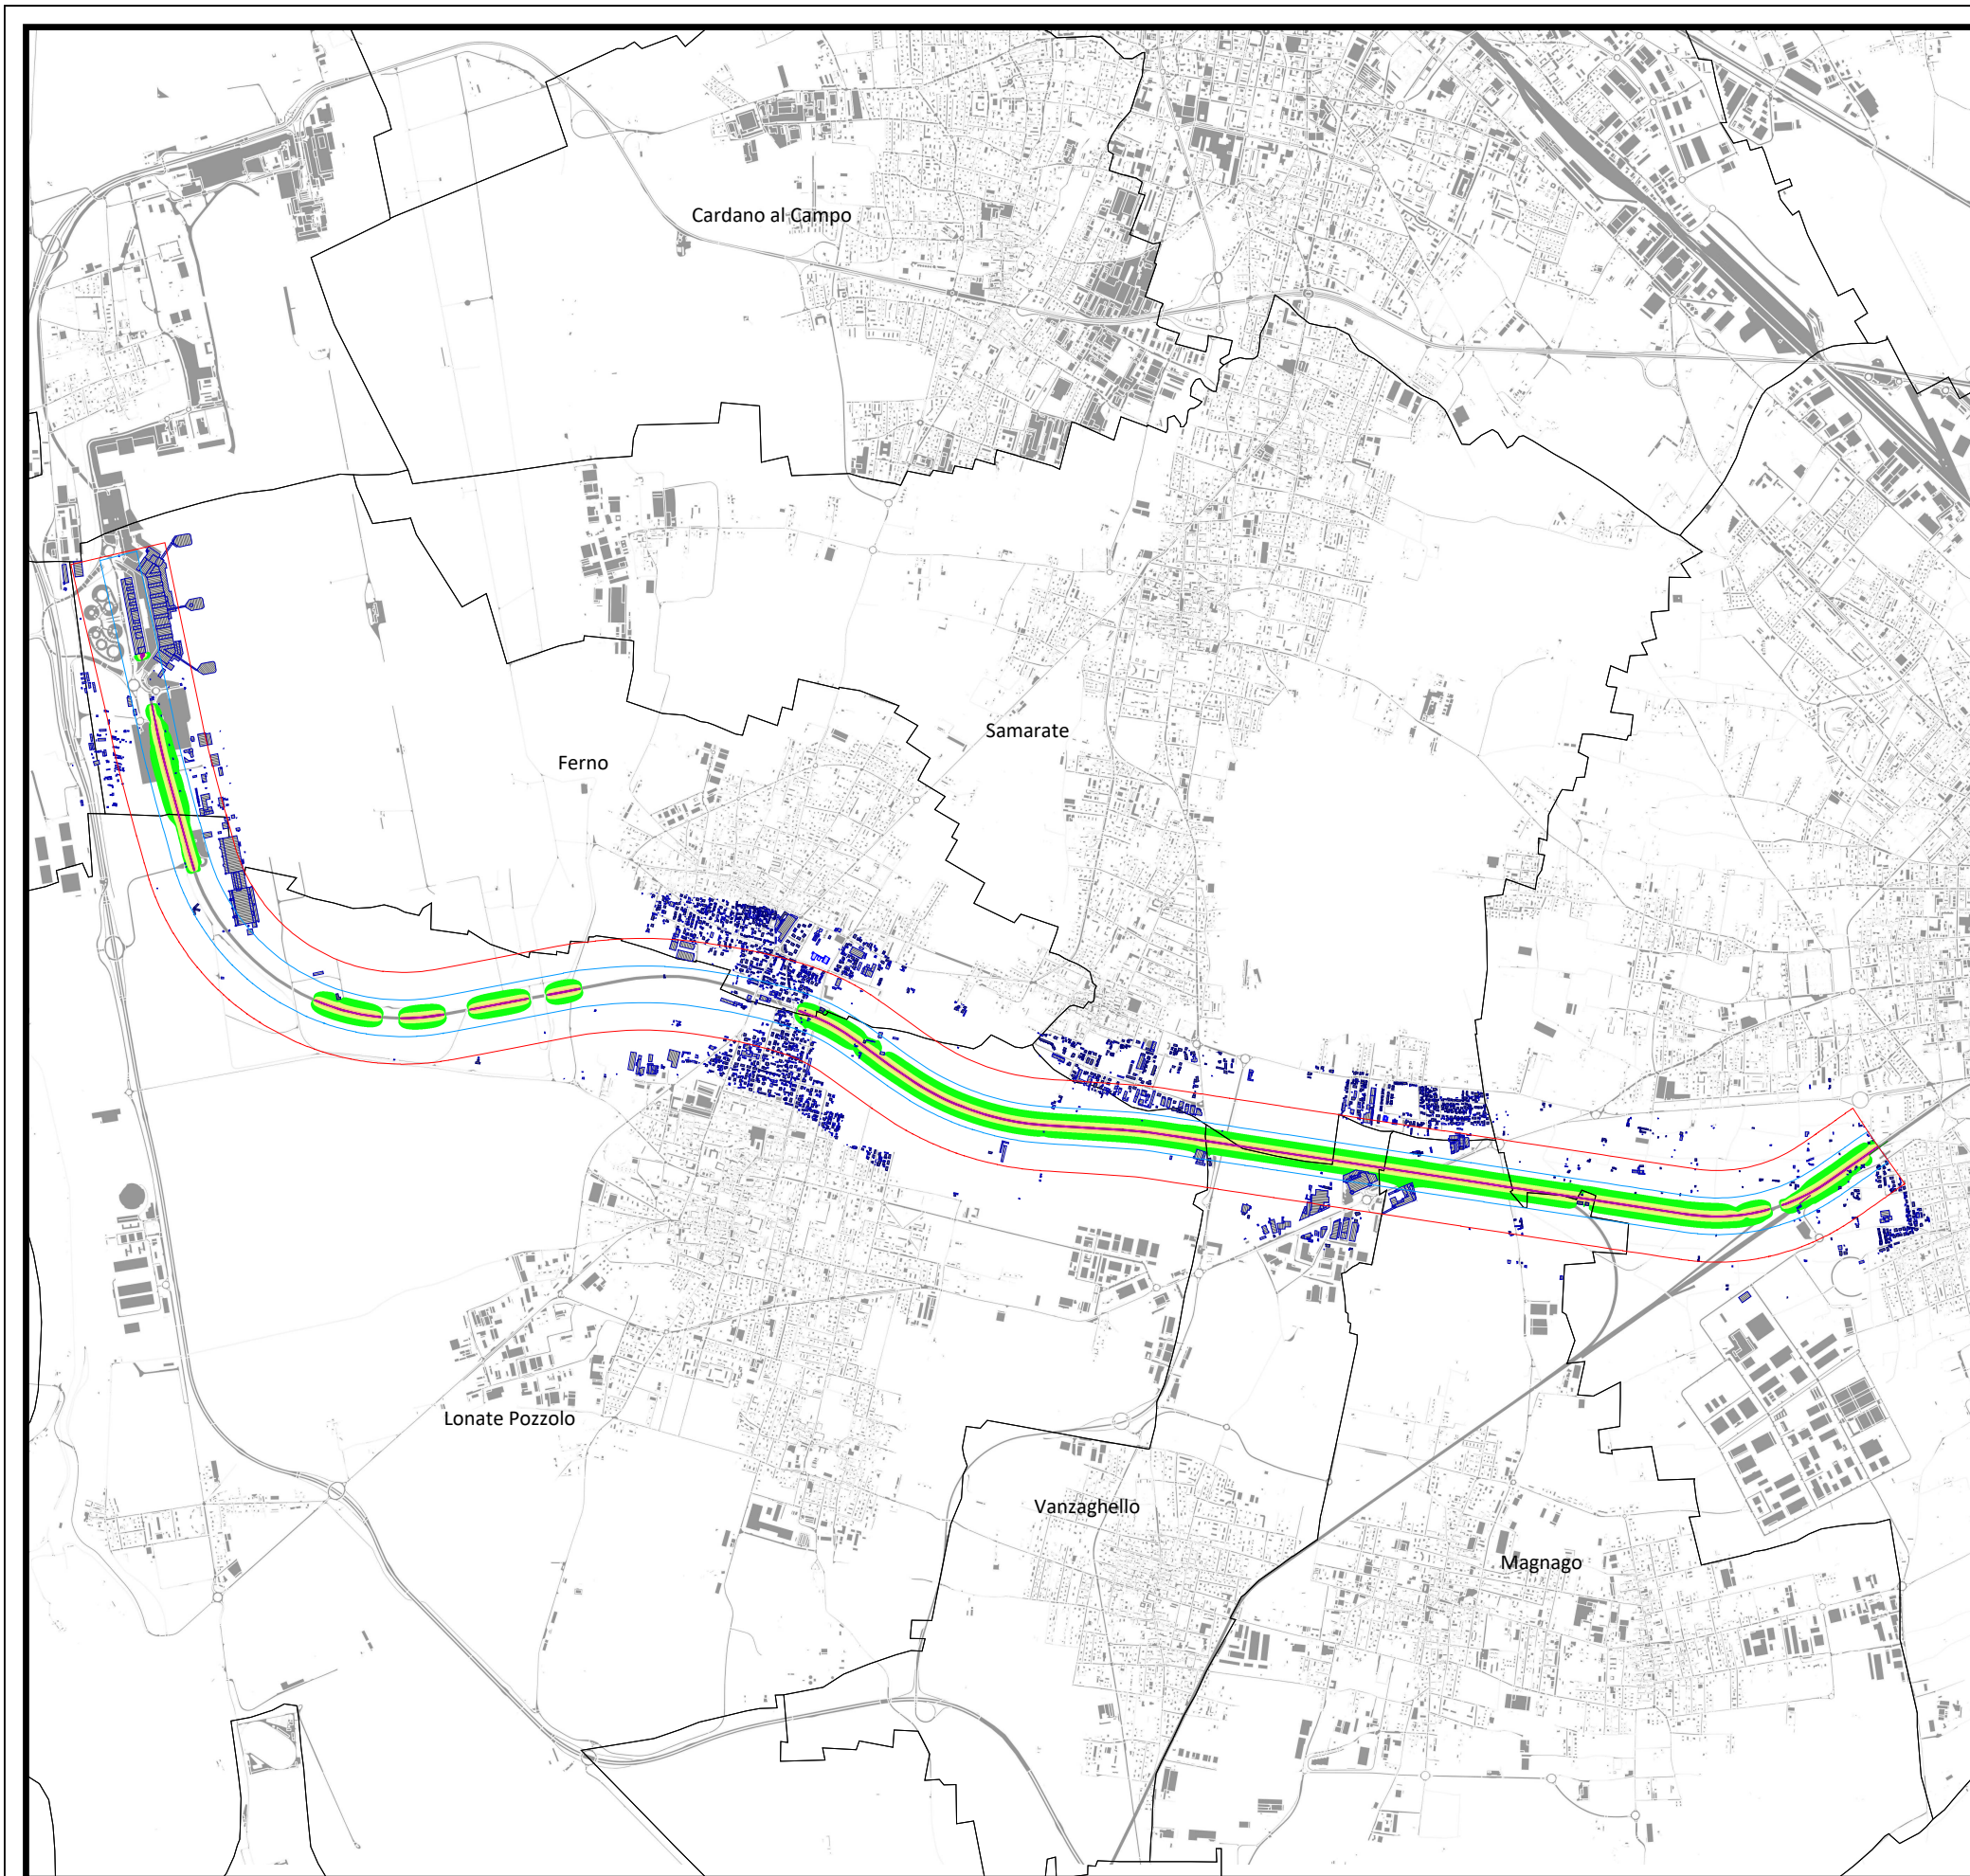 Cardano al Campo
Samarate
Ferno
Lonate Pozzolo
Vanzaghello
Magnago